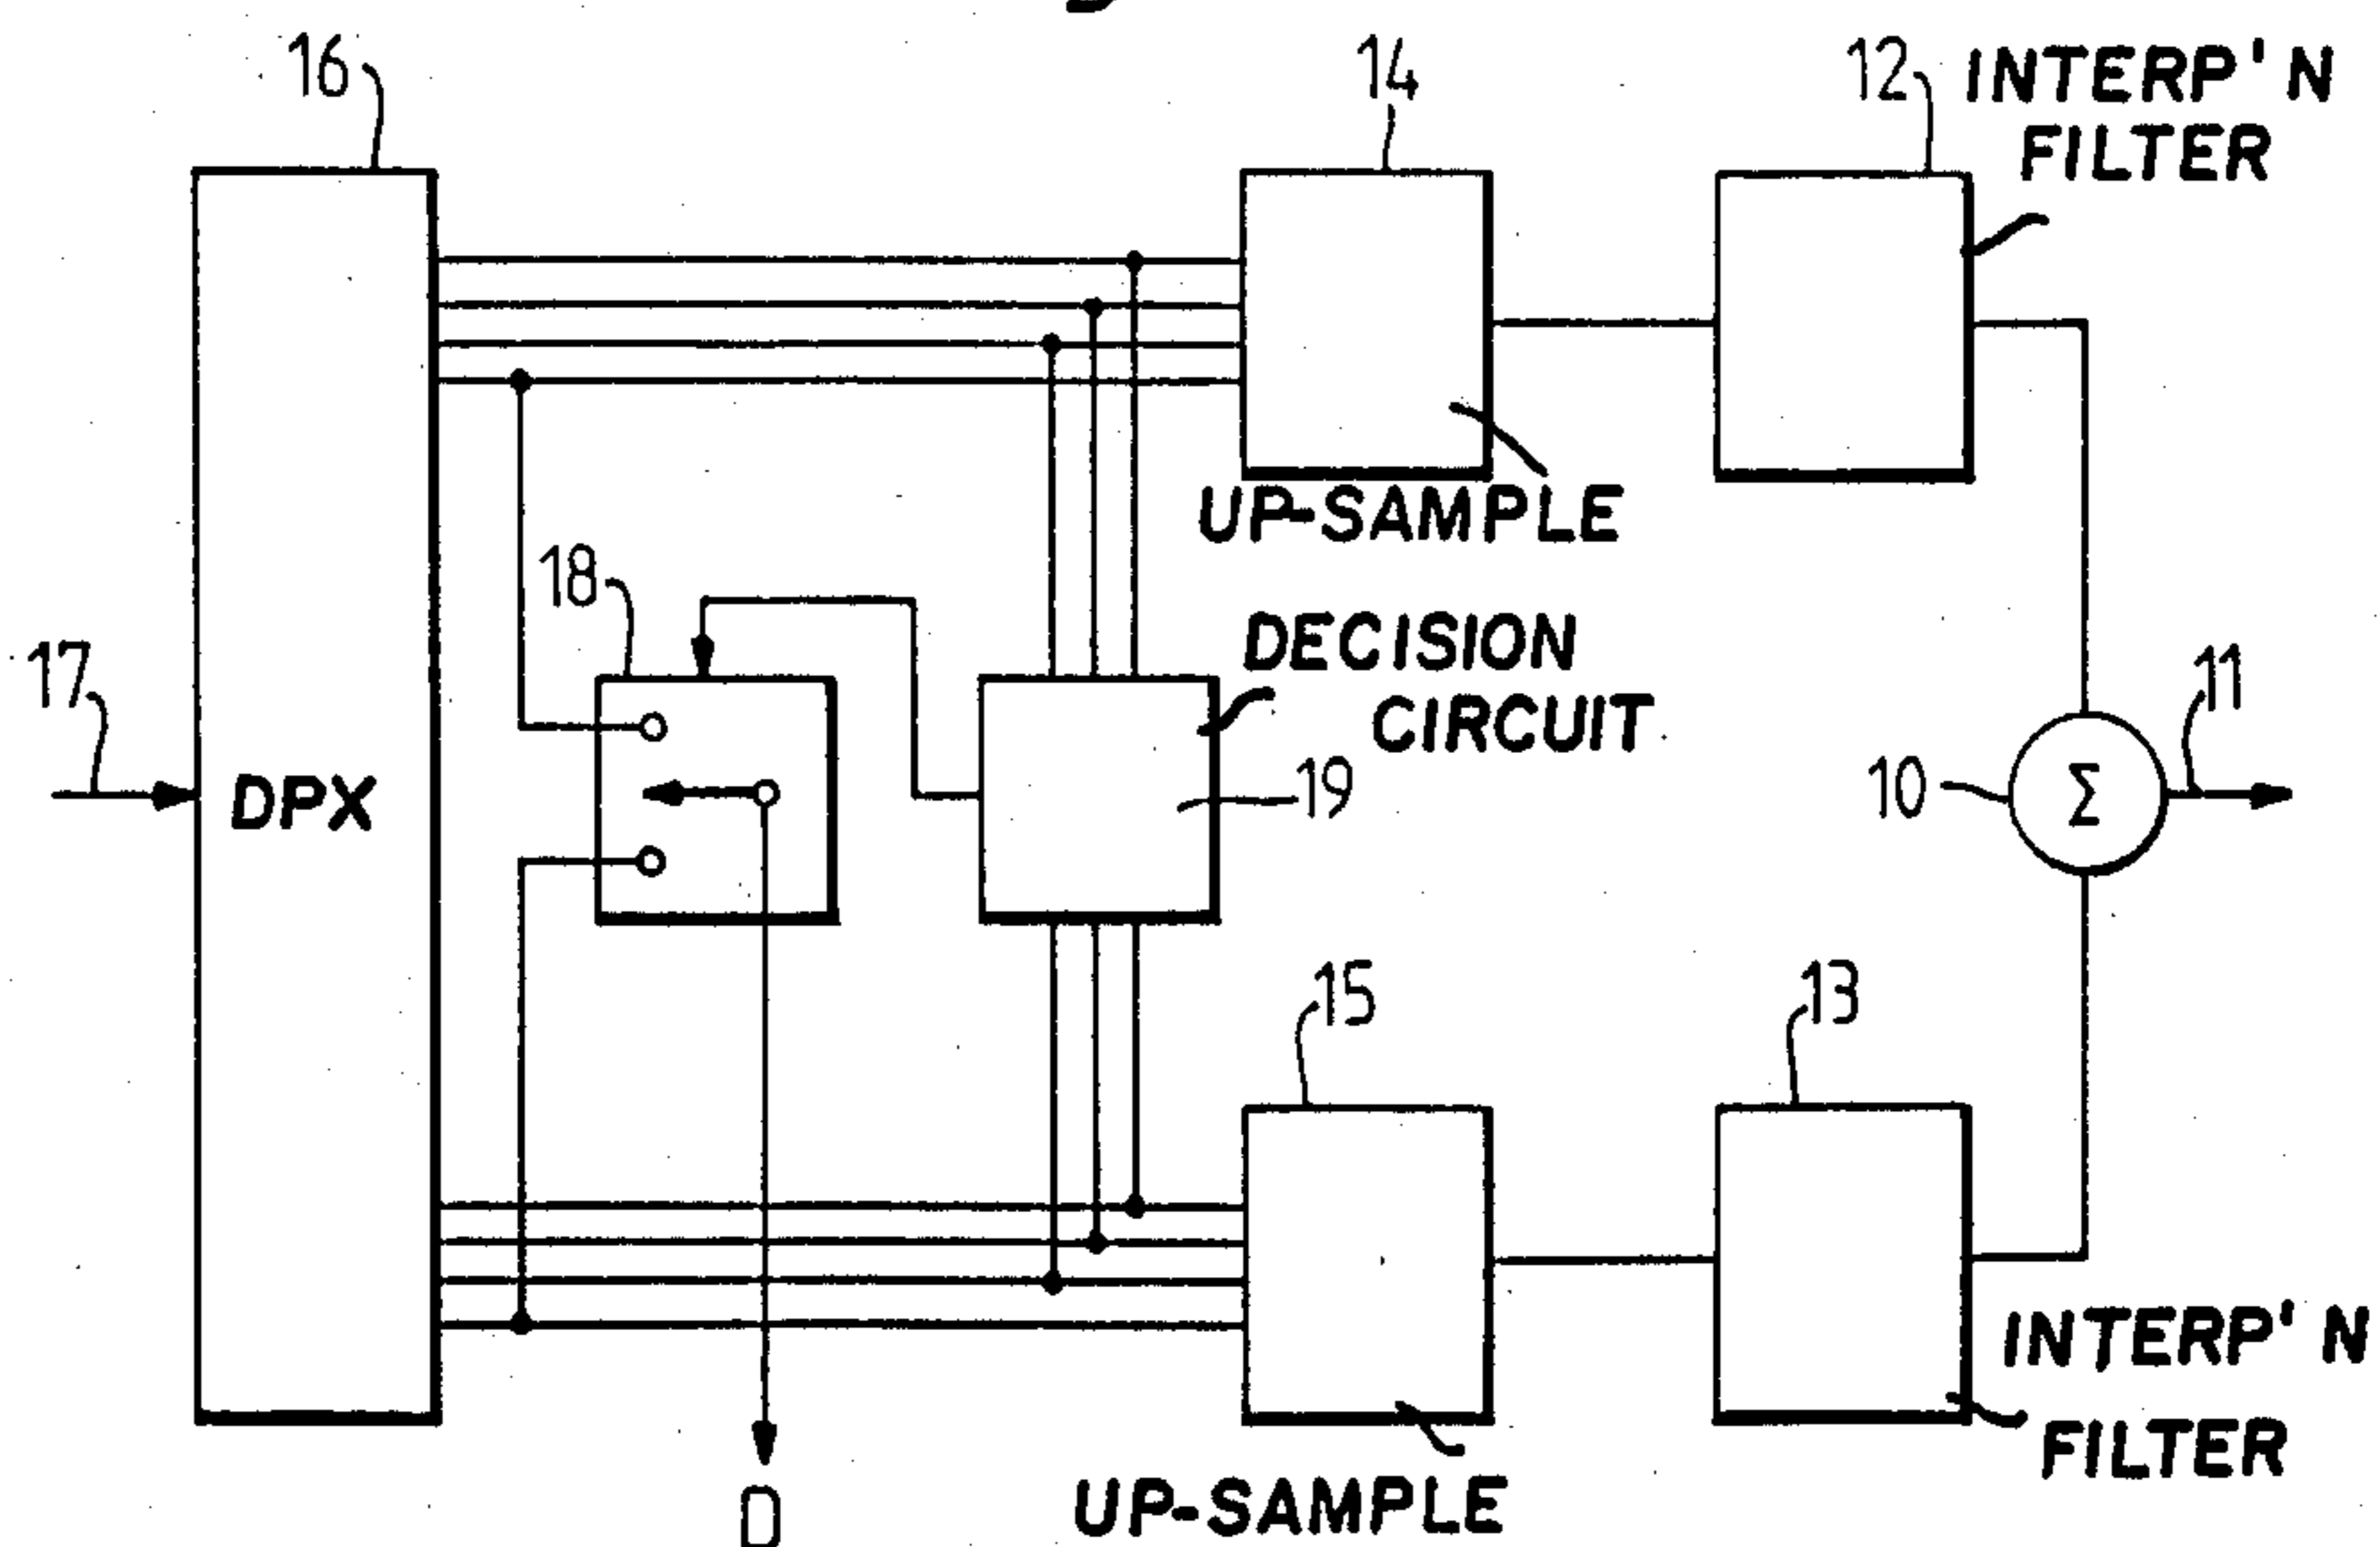 16
14
12
INTERP'N
FILTER
UP-SAMPLE
18
DECISION
CIRCUIT
17
11
DPX
19
10
Σ
15
13
INTERP'N
FILTER
UP-SAMPLE
D